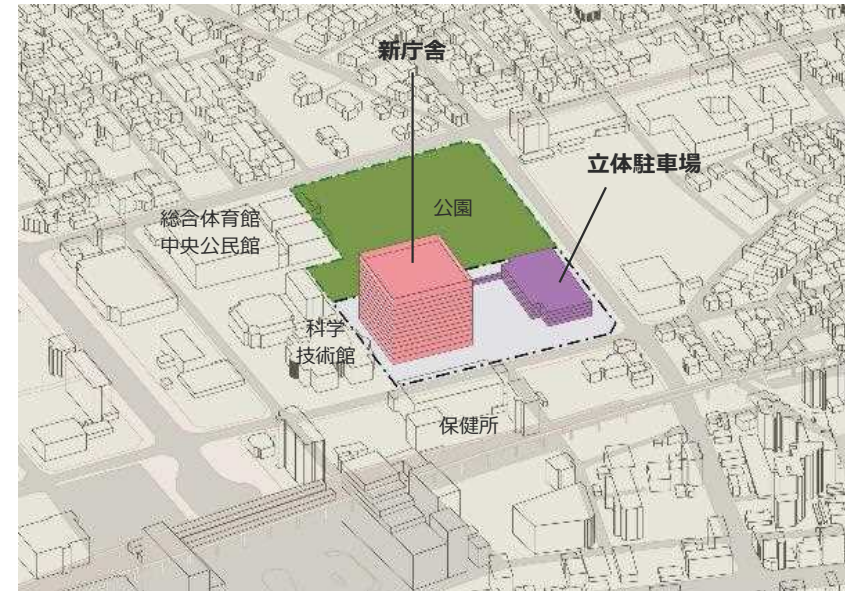 新庁舎
立体駐車場
公園
総合体育館
中央公民館
科学
技術館
保健所